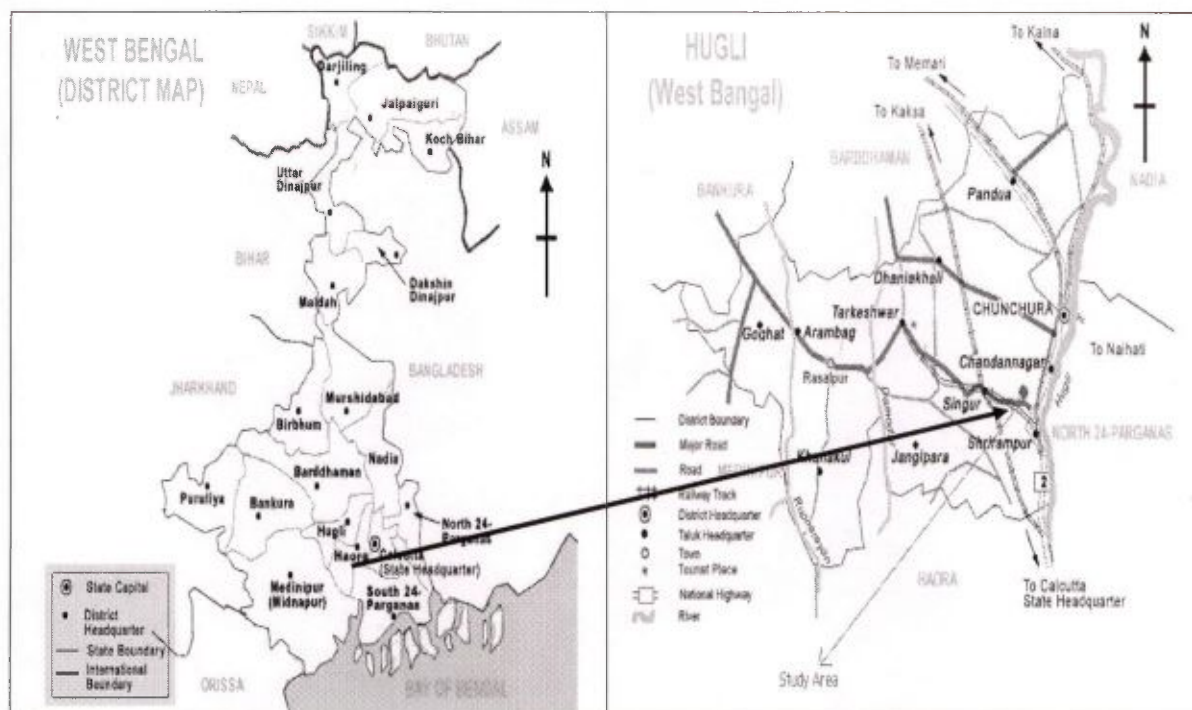 WEST BENGAL
(DISTRICT MAP)
SIKKIM
BHUTAN
Darjiling
NEPAL
Jalpaiguri
ASSAM
Koch Bihar
N
Uttar
Dinajpur
BIHAR
Dakshin
Dinajpur
Maldah
BANGLADESH
JHARKHAND
Murshidabad
Birbhum
Nadia
Barddhaman
Puruliya
Bankura
Hugli
North 24-
Parganas
Haora
(State Headquarter)
Medinipur
(Midnapur)
South 24-
Parganas
State Capital
District
Headquarter
State Boundary
International
Boundary
ORISSA
BAY OF BENGAL
HUGLI
(West Bangal)
To Kalna
N
To Memari
To Kaksa
BARDDHAMAN
NADIA
BANKURA
Pandua
Dhaniakhali
CHUNCHURA
Tarkeshwar
Goghat
Arambag
To Naihati
Chandannagar
Rasalpur
Singur
Hugli
District Boundary
Major Road
Shrirampur
NORTH 24-PARGANAS
Road
Khanakul
Jangipara
Railway Track
2
District Headquarter
Taluk Headquarter
Town
Tourist Place
HAORA
National Highway
To Calcutta
State Headquarter
River
Study Area